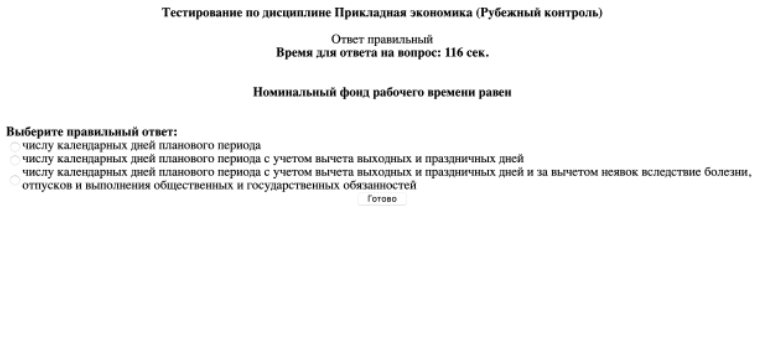 Тестирование по дисциплине Прикладная экономика (Рубежный контроль)
Ответ правильный
Время для ответа на вопрос: 116 сек.
Номинальный фонд рабочего времени равен
Выберите правильный ответ:
числу календарных дней планового периода
числу календарных дней планового периода с учетом вычета выходных и праздничных дней
числу календарных дней планового периода с учетом вычета выходных и праздничных дней и за вычетом неявок вследствие болезни,
отпусков и выполнения общественных и государственных обязанностей
Готово